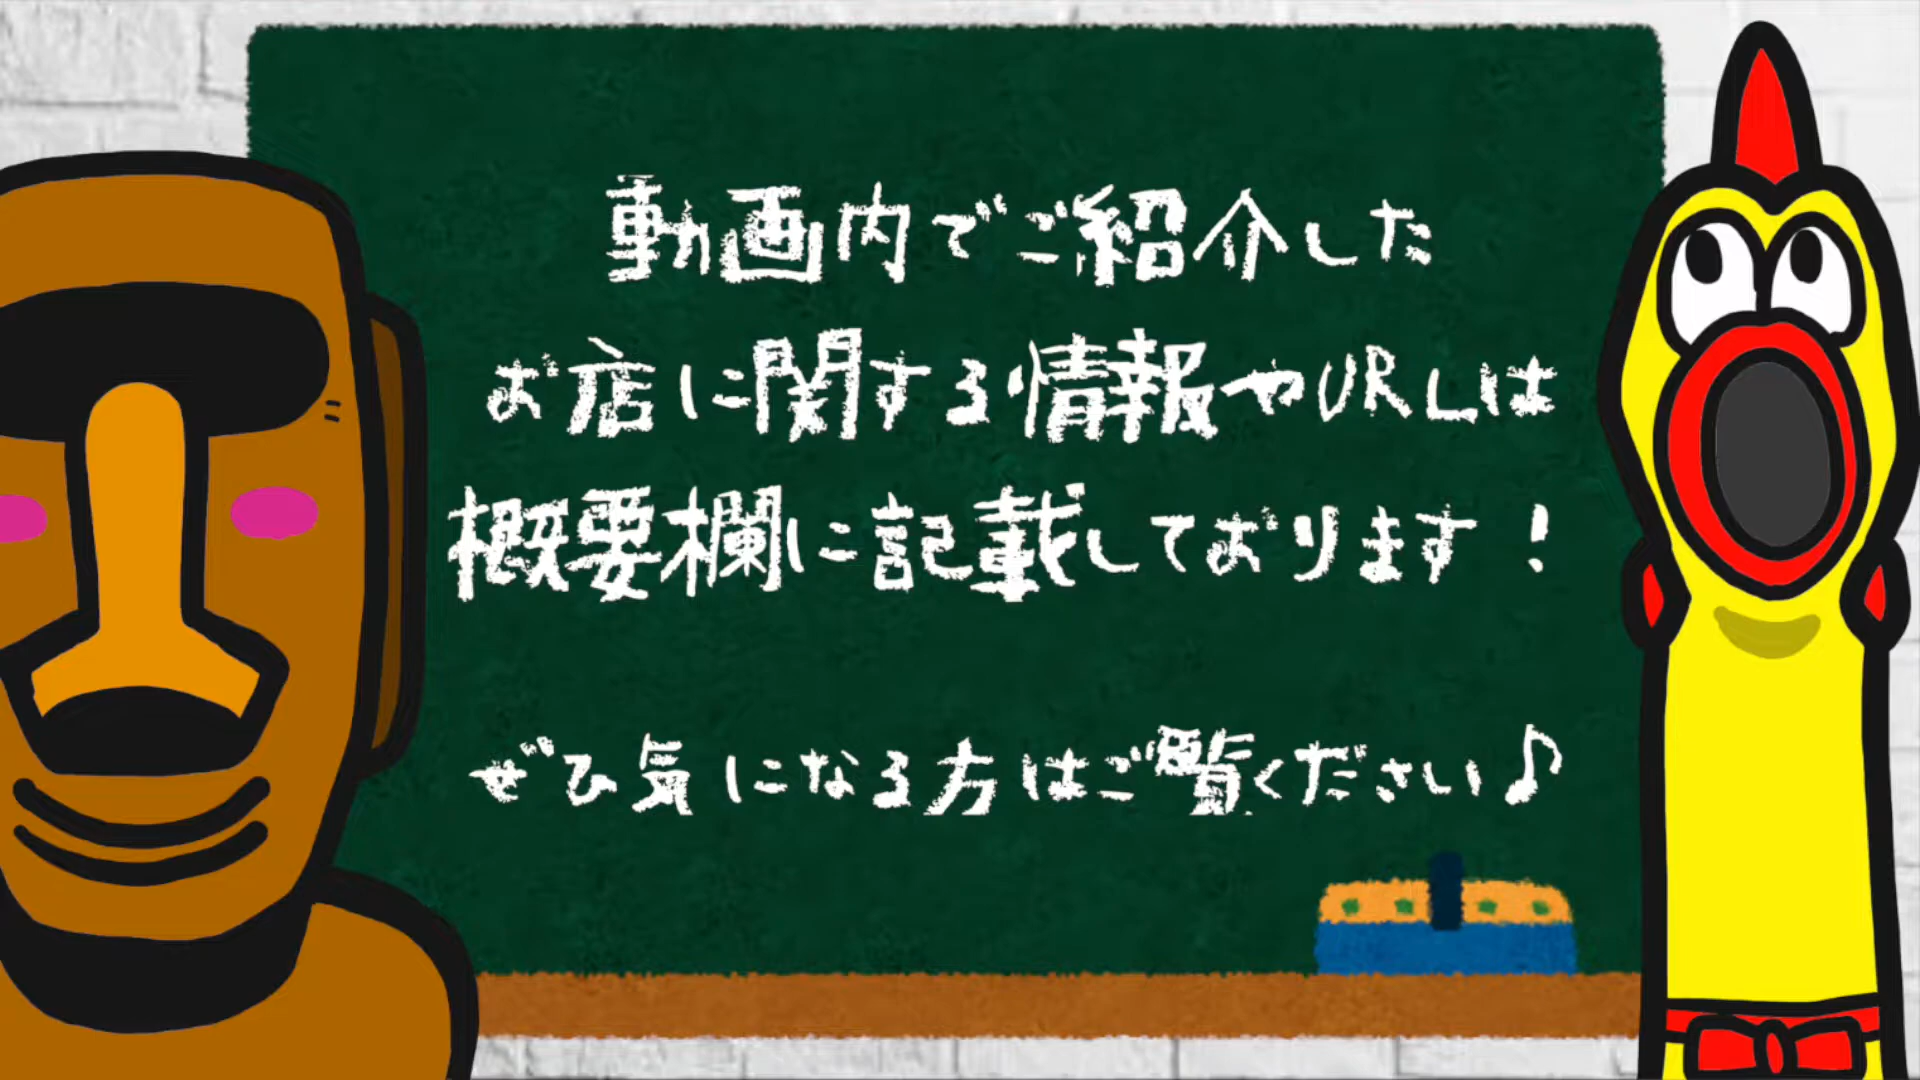 動画内でご紹介した
お店に関する情報やURLは
概要欄に記載しております！
ぜひ気になる方はご覧ください♪